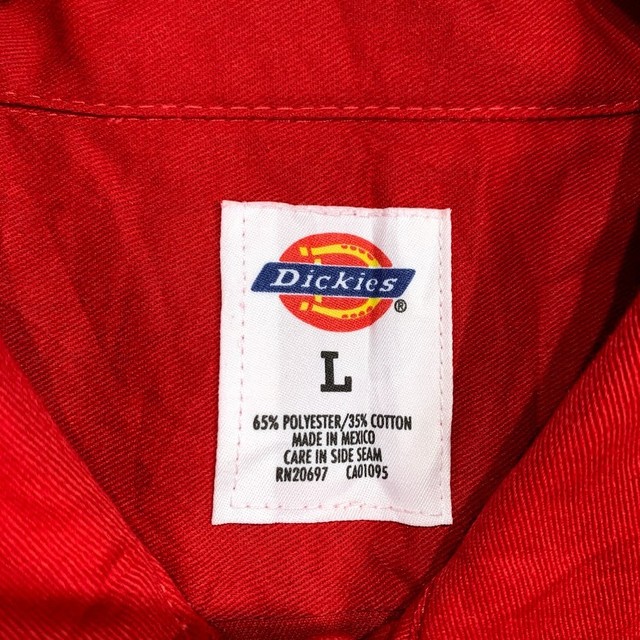 Dickies
®
L
65% POLYESTER/35% COTTON
MADE IN MEXICO
CARE IN SIDE SEAM
RN20697 CA01095